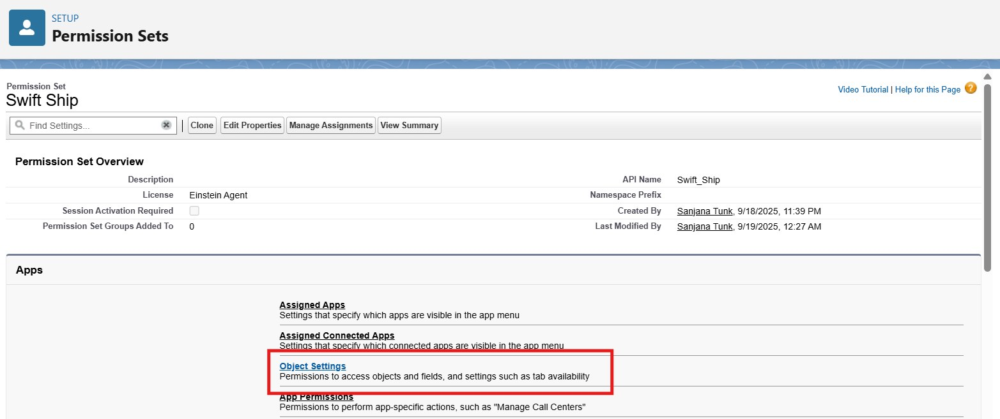 SETUP
Permission Sets
Permission Set
Swift Ship
Video Tutorial | Help for this Page ?
Find Settings...
Clone
Edit Properties
Manage Assignments
View Summary
Permission Set Overview
Description
API Name Swift_Ship
License Einstein Agent
Namespace Prefix
Session Activation Required
Created By Sanjana Tunk, 9/18/2025, 11:39 PM
Permission Set Groups Added To 0
Last Modified By Sanjana Tunk, 9/19/2025, 12:27 AM
Apps
Assigned Apps
Settings that specify which apps are visible in the app menu
Assigned Connected Apps
Settings that specify which connected apps are visible in the app menu
Object Settings
Permissions to access objects and fields, and settings such as tab availability
App Permissions
Permissions to perform app-specific actions, such as "Manage Call Centers"